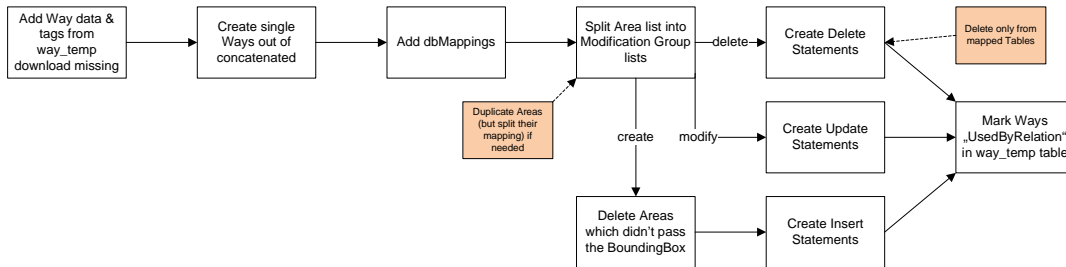 Add Way data &
tags from
way_temp
download missing
Create single
Ways out of
concatenated
Add dbMappings
Split Area list into
Modification Group
lists
delete
Create Delete
Statements
Delete only from
mapped Tables
Duplicate Areas
(but split their
mapping) if
needed
create
modify
Create Update
Statements
Mark Ways
„UsedByRelation“
in way_temp table
Delete Areas
which didn't pass
the BoundingBox
Create Insert
Statements